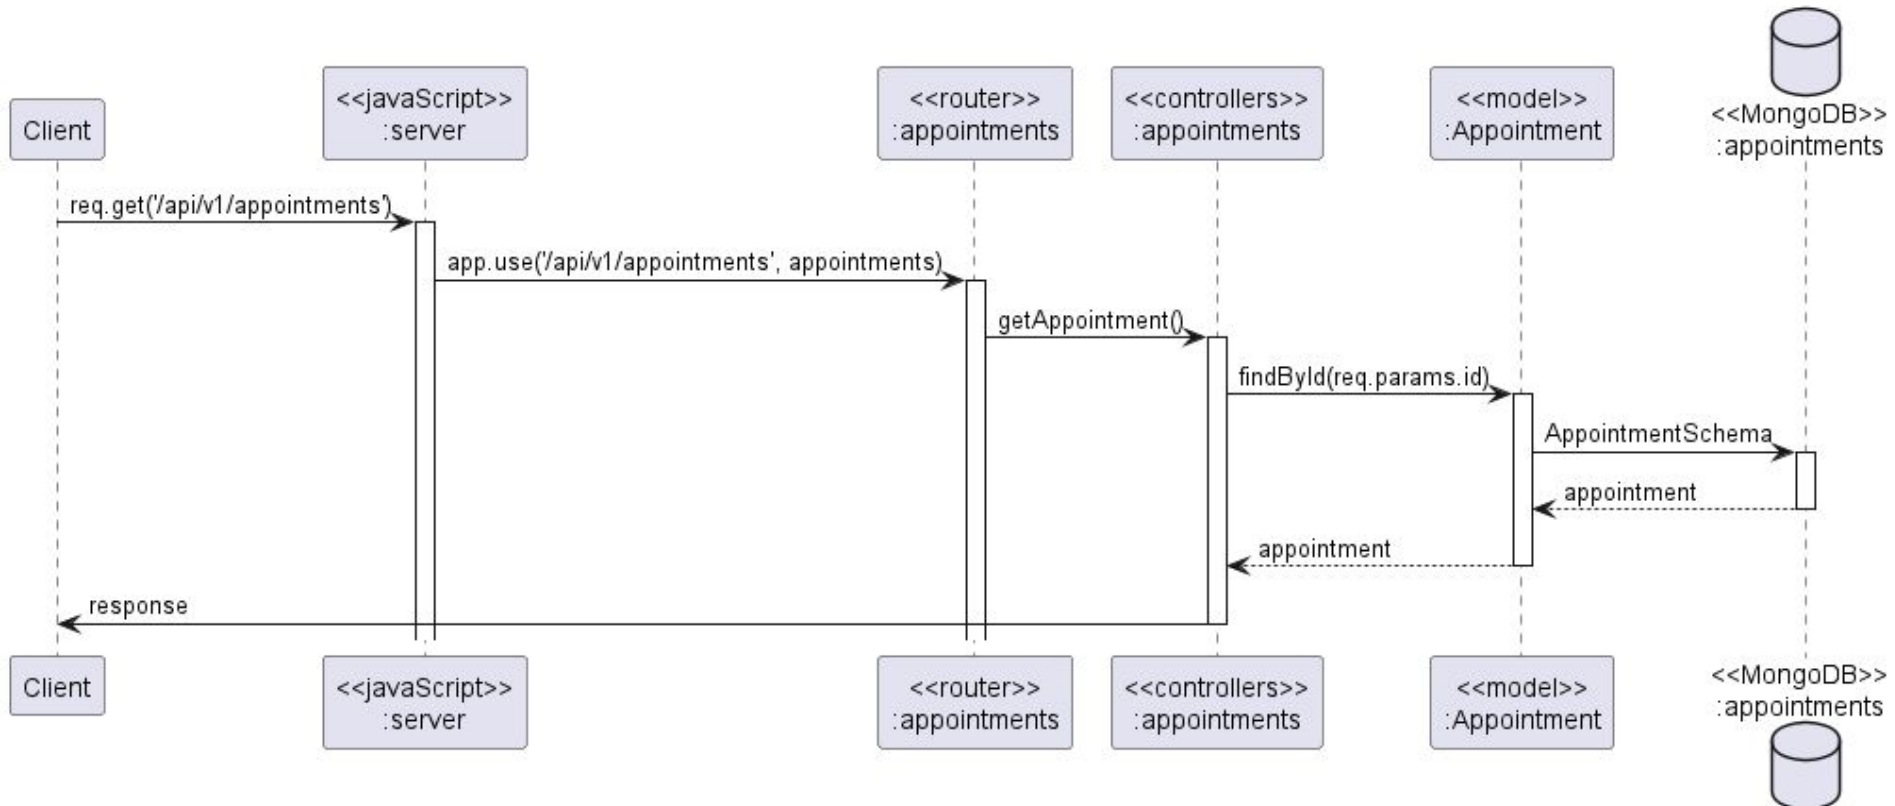 Client
<<javaScript>>
:server
<<router>>
:appointments
<<controllers>>
:appointments
<<model>>
:Appointment
<<MongoDB>>
:appointments
req.get('/api/v1/appointments')
app.use('/api/v1/appointments', appointments)
getAppointment()
findById(req.params.id)
AppointmentSchema
appointment
appointment
response
Client
<<javaScript>>
:server
<<router>>
:appointments
<<controllers>>
:appointments
<<model>>
:Appointment
<<MongoDB>>
:appointments